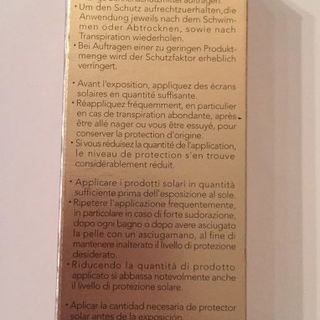 •Um den Schutz aufrechtzuerhalten,die
Anwendung jeweils nach dem Schwim-
men oder Abtrocknen, sowie nach
Transpiration wiederholen.
•Bei Auftragen einer zu geringen Produkt-
menge wird der Schutzfaktor erheblich
verringert.
•Avant l'exposition, appliquez des écrans
solaires en quantité suffisante.
•Réappliquez fréquemment, en particulier
en cas de transpiration abondante, après
être allé nager ou vous être essuyé, pour
conserver la protection d'origine.
•Si vous réduisez la quantité de l'application,
le niveau de protection s'en trouve
considérablement réduit.
•Applicare i prodotti solari in quantità
sufficiente prima dell'esposizione al sole.
•Ripetere l'applicazione frequentemente,
in particolare in caso di forte sudorazione,
dopo ogni bagno o dopo avere asciugato
la pelle con un asciugamano, al fine di
mantenere inalterato il livello di protezione
desiderato.
•Riducendo la quantità di prodotto
applicato si abbassa notevolmente anche
il livello di protezione solare.
•Aplicar la cantidad necesaria de protector
solar antes de la exposición.